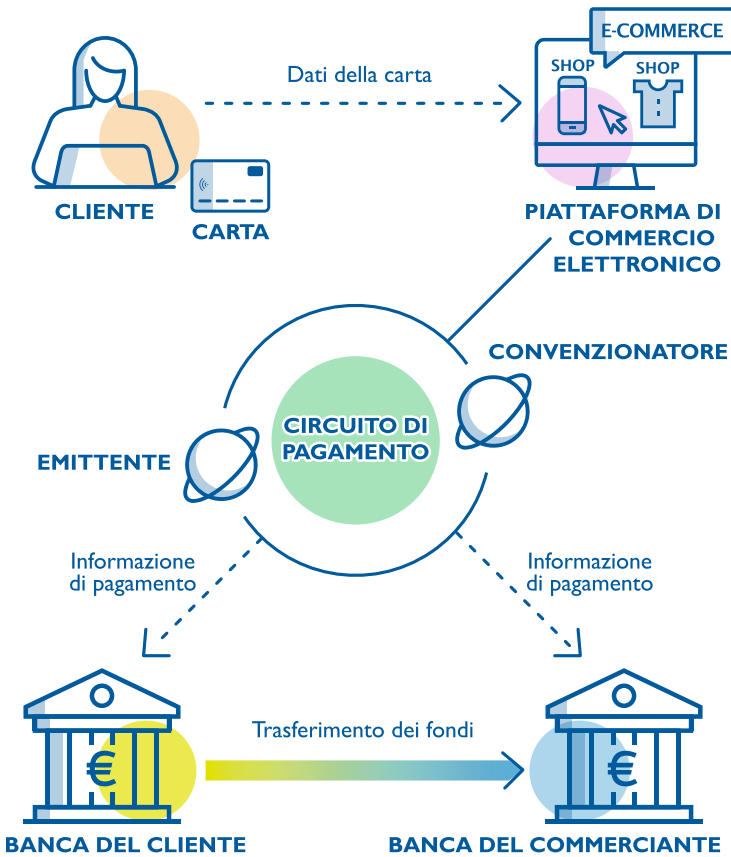 E-COMMERCE
SHOP
SHOP
Dati della carta
CLIENTE
CARTA
PIATTAFORMA DI
COMMERCIO
ELETTRONICO
CONVENZIONATORE
CIRCUITO DI
PAGAMENTO
EMITTENTE
Informazione
di pagamento
Informazione
di pagamento
Trasferimento dei fondi
€
€
BANCA DEL CLIENTE
BANCA DEL COMMERCIANTE